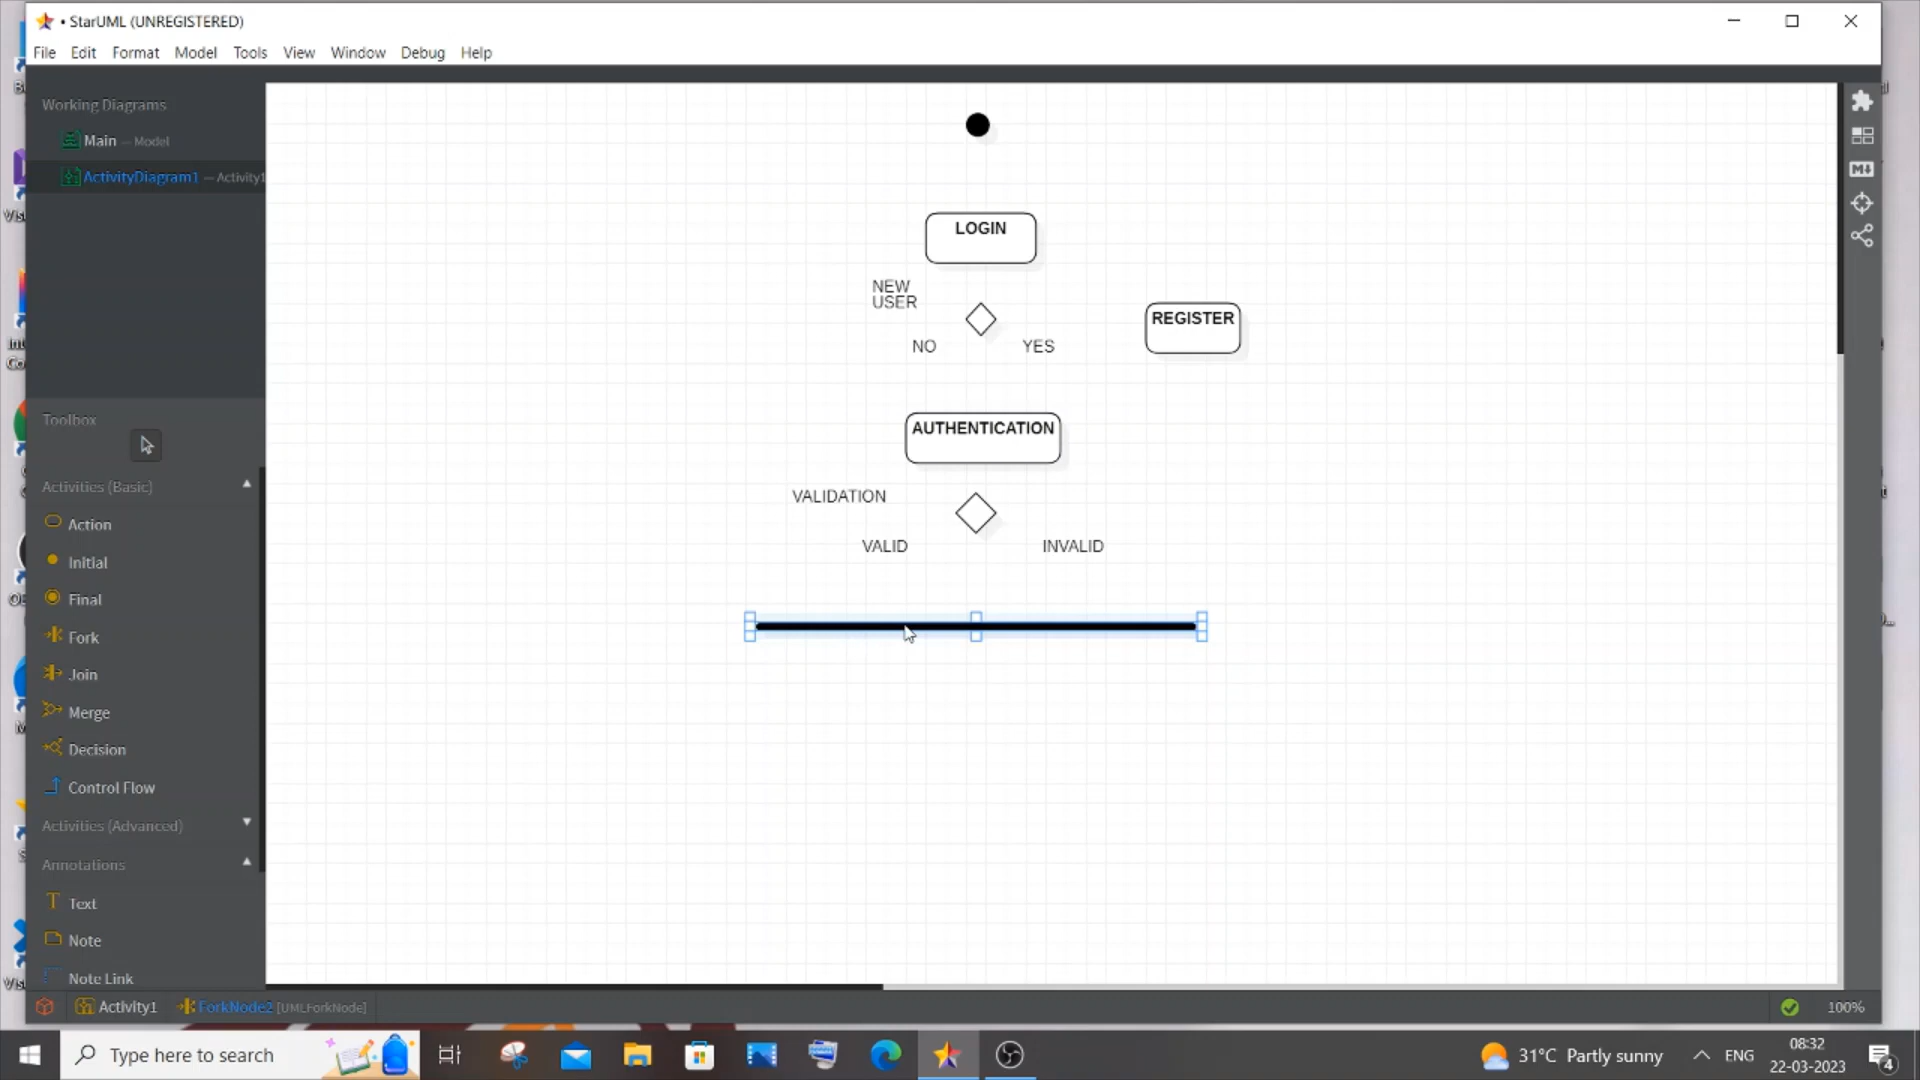 • StarUML (UNREGISTERED)
File Edit Format Model Tools View Window Debug Help
Working Diagrams
Main — Model
ActivityDiagram1 — Activity1
Toolbox
Activities (Basic)
Action
Initial
Final
Fork
Join
Merge
Decision
Control Flow
Activities (Advanced)
Annotations
Text
Note
Note Link
LOGIN
NEW
USER
NO
YES
REGISTER
AUTHENTICATION
VALIDATION
VALID
INVALID
Activity1 ForkNode2 [UMLForkNode]
100%
Type here to search
31°C Partly sunny
ENG
08:32
22-03-2023
4